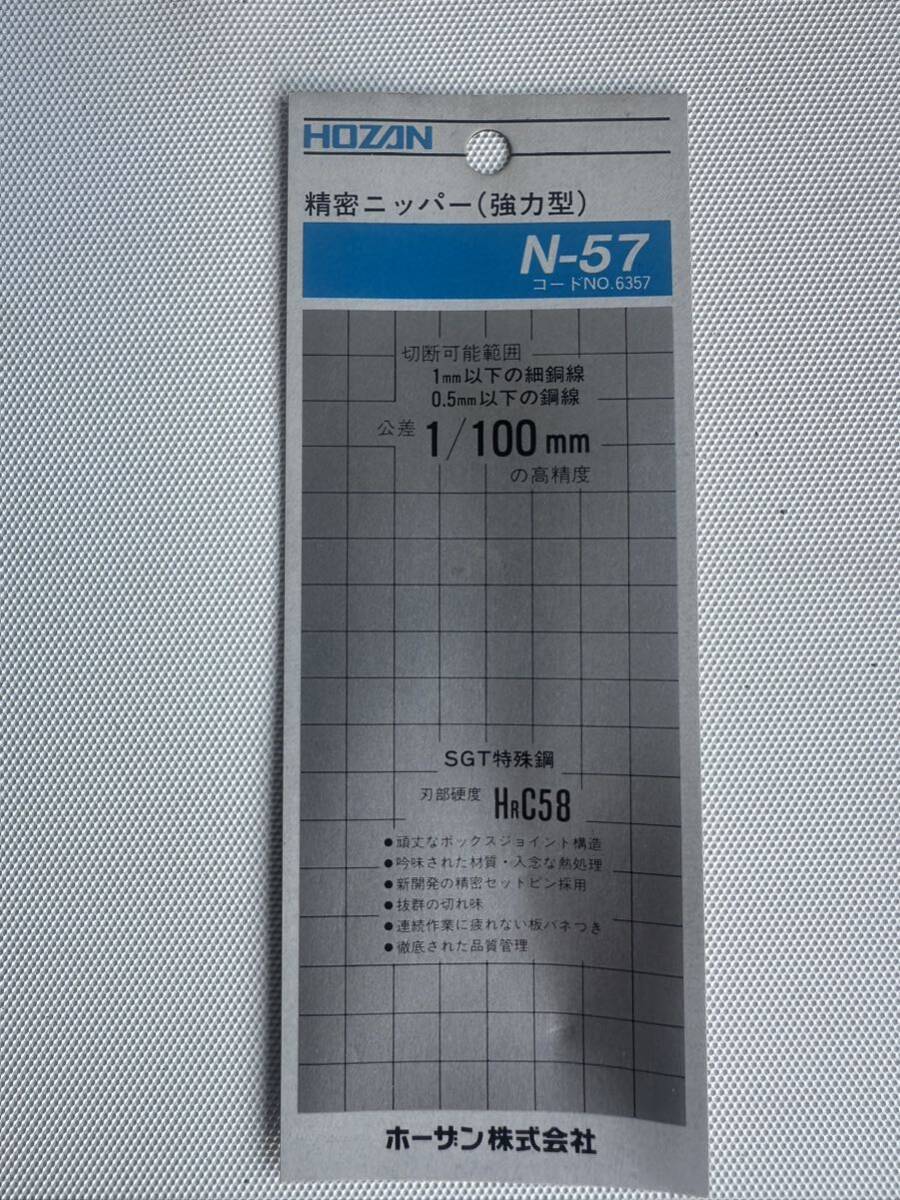 HOZAN
精密ニッパー(強力型)
N-57
コードNO.6357
切断可能範囲
1mm以下の細銅線
0.5mm以下の鋼線
公差 1/100mm
の高精度
SGT特殊鋼
刃部硬度 HRC58
●頑丈なボックスジョイント構造
●吟味された材質・入念な熱処理
●新開発の精密セットピン採用
●抜群の切れ味
●連続作業に疲れない板バネつき
●徹底された品質管理
ホーザン株式会社